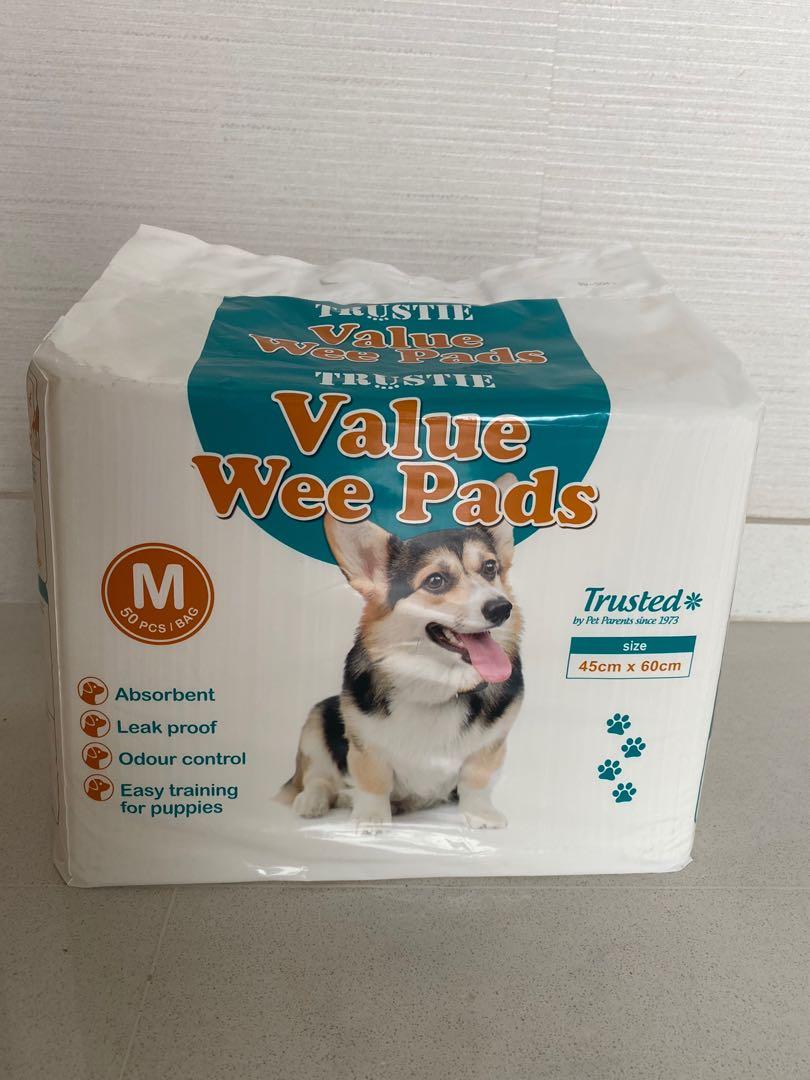 TRUSTIE
Value
Wee Pads
TRUSTIE
Value
Wee Pads
M
50 PCS / BAG
Trusted
by Pet Parents since 1973
size
45cm x 60cm
Absorbent
Leak proof
Odour control
Easy training
for puppies